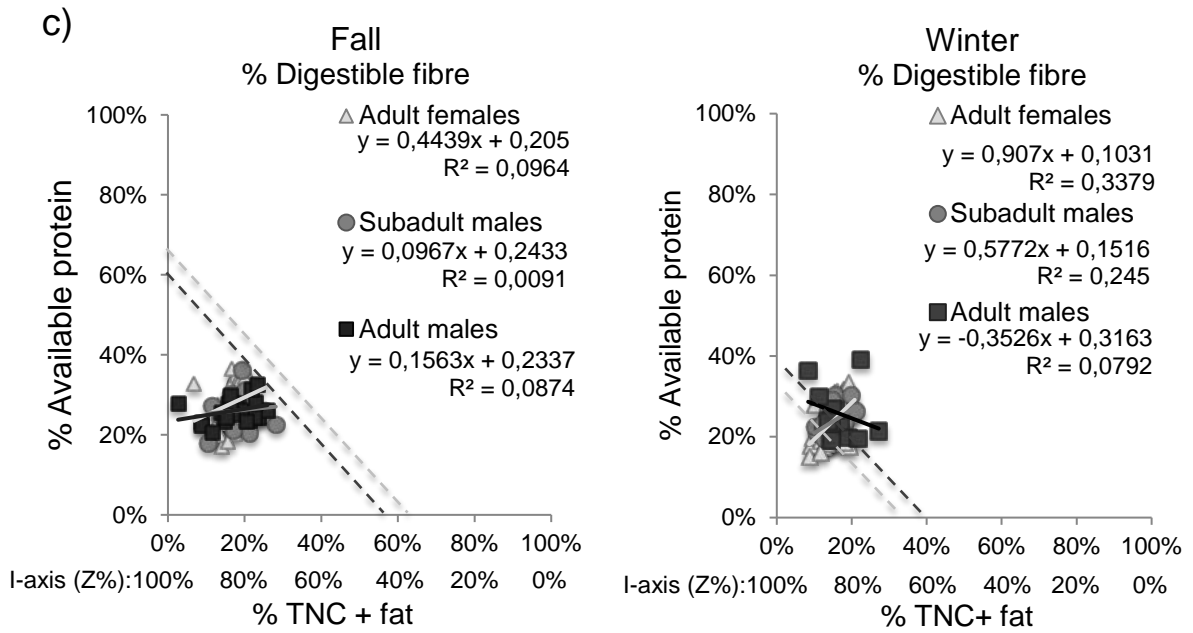 c)
Fall
% Digestible fibre
100%
80%
60%
40%
20%
0%
% Available protein
Adult females
y = 0,4439x + 0,205
R² = 0,0964
Subadult males
y = 0,0967x + 0,2433
R² = 0,0091
Adult males
y = 0,1563x + 0,2337
R² = 0,0874
0% 20% 40% 60% 80% 100%
I-axis (Z%):100% 80% 60% 40% 20% 0%
% TNC + fat
Winter
% Digestible fibre
100%
80%
60%
40%
20%
0%
% Available protein
Adult females
y = 0,907x + 0,1031
R² = 0,3379
Subadult males
y = 0,5772x + 0,1516
R² = 0,245
Adult males
y = -0,3526x + 0,3163
R² = 0,0792
0% 20% 40% 60% 80% 100%
I-axis (Z%):100% 80% 60% 40% 20% 0%
% TNC+ fat